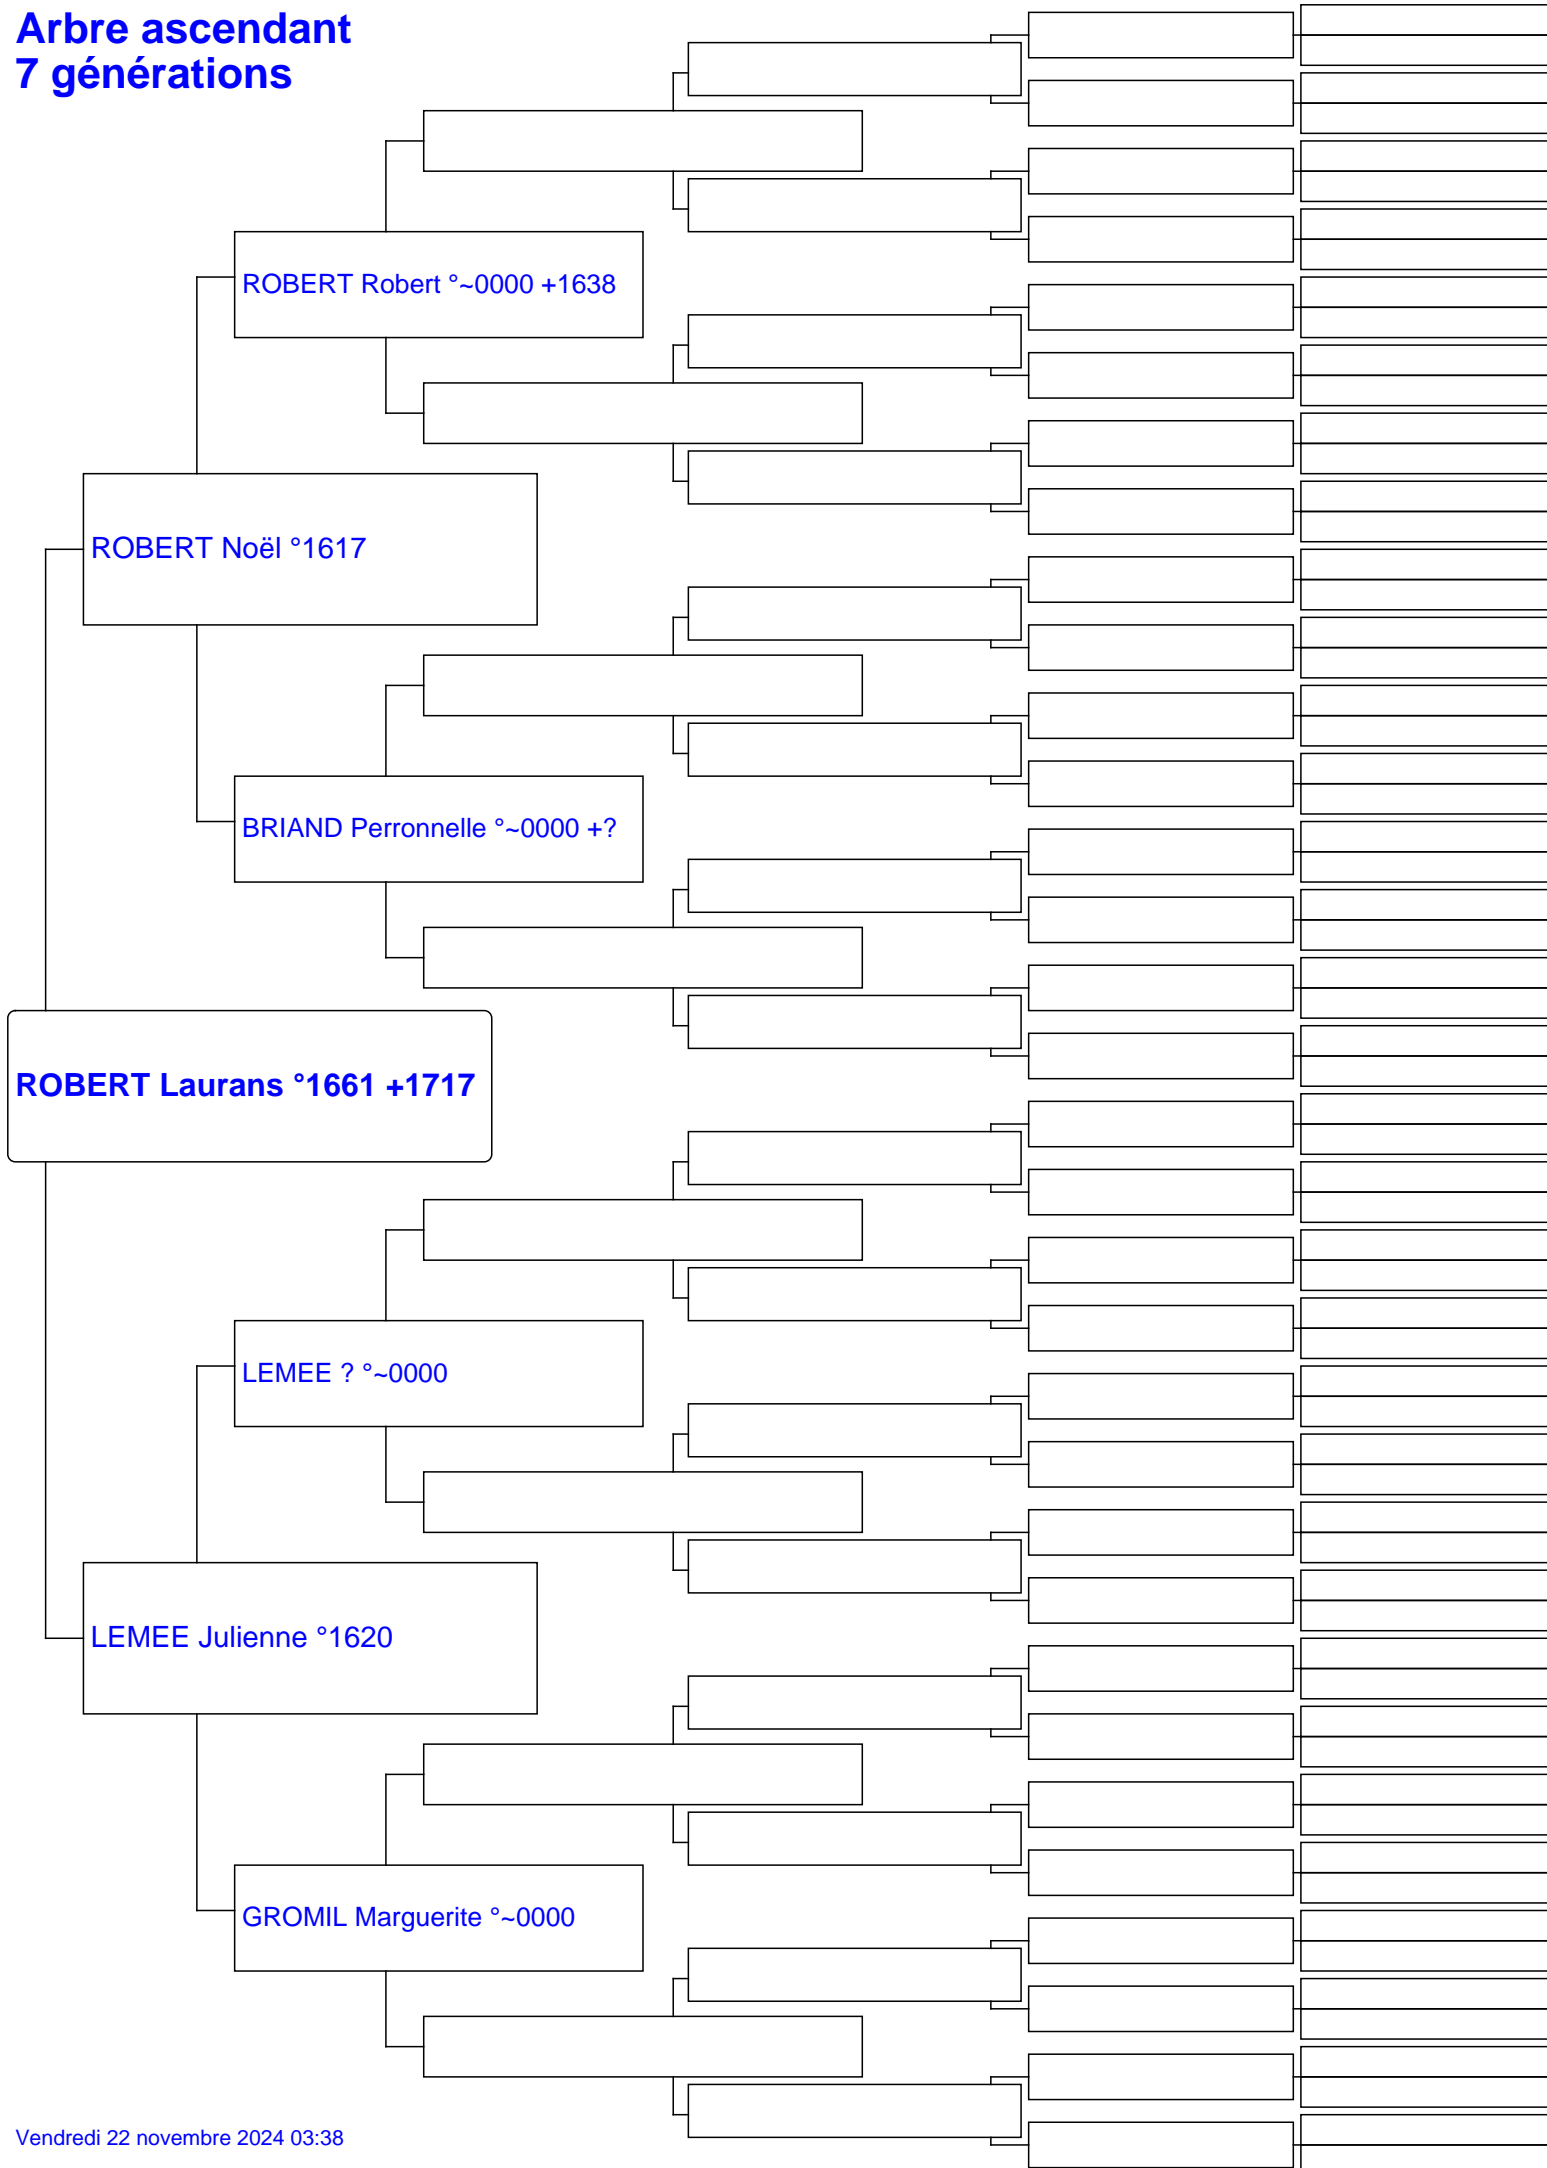 Arbre ascendant
7 générations
ROBERT Robert °~0000 +1638
ROBERT Noël °1617
BRIAND Perronnelle °~0000 +?
ROBERT Laurans °1661 +1717
LEMEE ? °~0000
LEMEE Julienne °1620
GROMIL Marguerite °~0000
Vendredi 22 novembre 2024 03:38